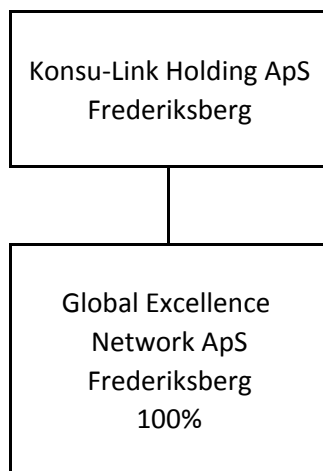 Konsu-Link Holding ApS
Frederiksberg
Global Excellence
Network ApS
Frederiksberg
100%